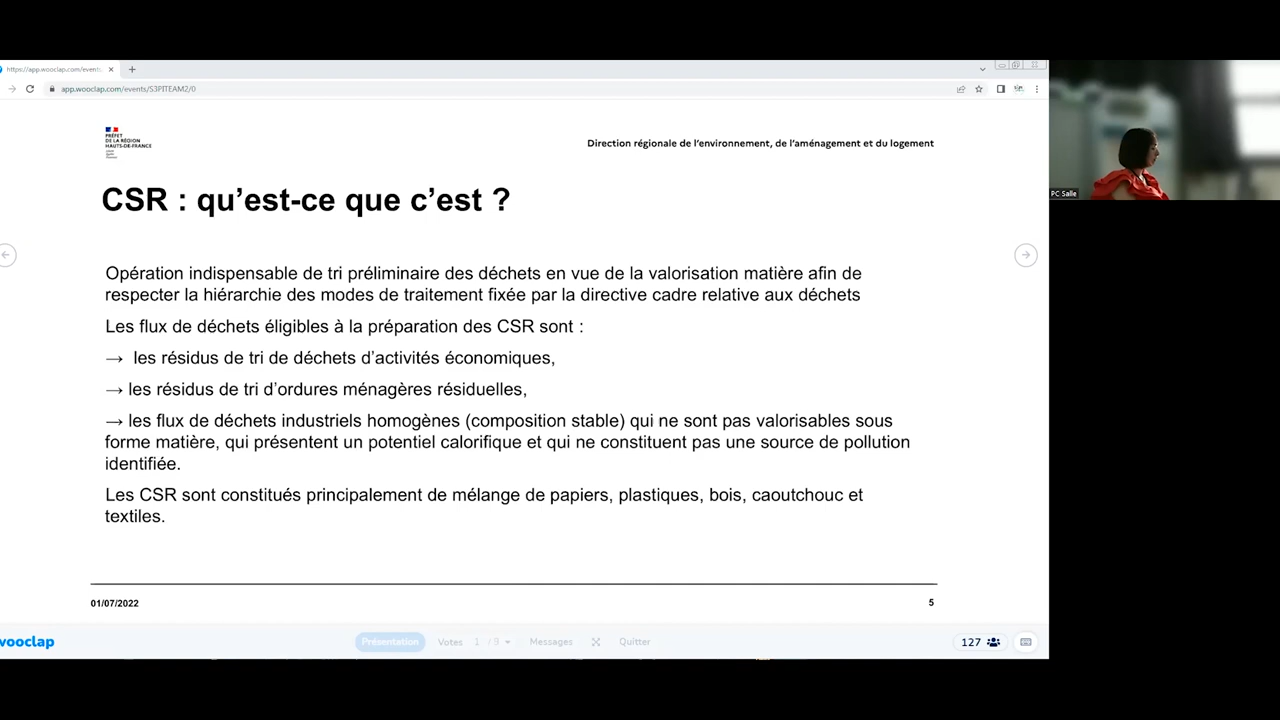 https://app.wooclap.com/events
app.wooclap.com/events/S3PITEAM2/0
PRÉFET
DE LA RÉGION
HAUTS-DE-FRANCE
Direction régionale de l'environnement, de l'aménagement et du logement
CSR : qu'est-ce que c'est ?
Opération indispensable de tri préliminaire des déchets en vue de la valorisation matière afin de
respecter la hiérarchie des modes de traitement fixée par la directive cadre relative aux déchets
Les flux de déchets éligibles à la préparation des CSR sont :
→ les résidus de tri de déchets d'activités économiques,
→ les résidus de tri d'ordures ménagères résiduelles,
→ les flux de déchets industriels homogènes (composition stable) qui ne sont pas valorisables sous
forme matière, qui présentent un potentiel calorifique et qui ne constituent pas une source de pollution
identifiée.
Les CSR sont constitués principalement de mélange de papiers, plastiques, bois, caoutchouc et
textiles.
01/07/2022
5
wooclap
Présentation
Votes 1 / 9
Messages
Quitter
127
PC Salle